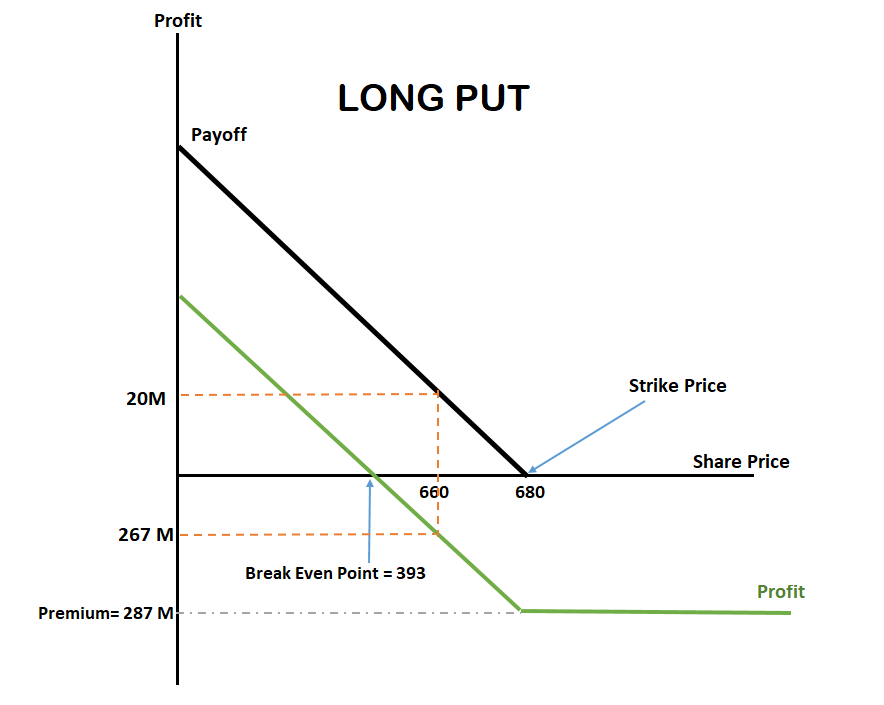 Profit
LONG PUT
Payoff
Strike Price
20M
Share Price
660
680
267 M
Break Even Point = 393
Profit
Premium= 287 M